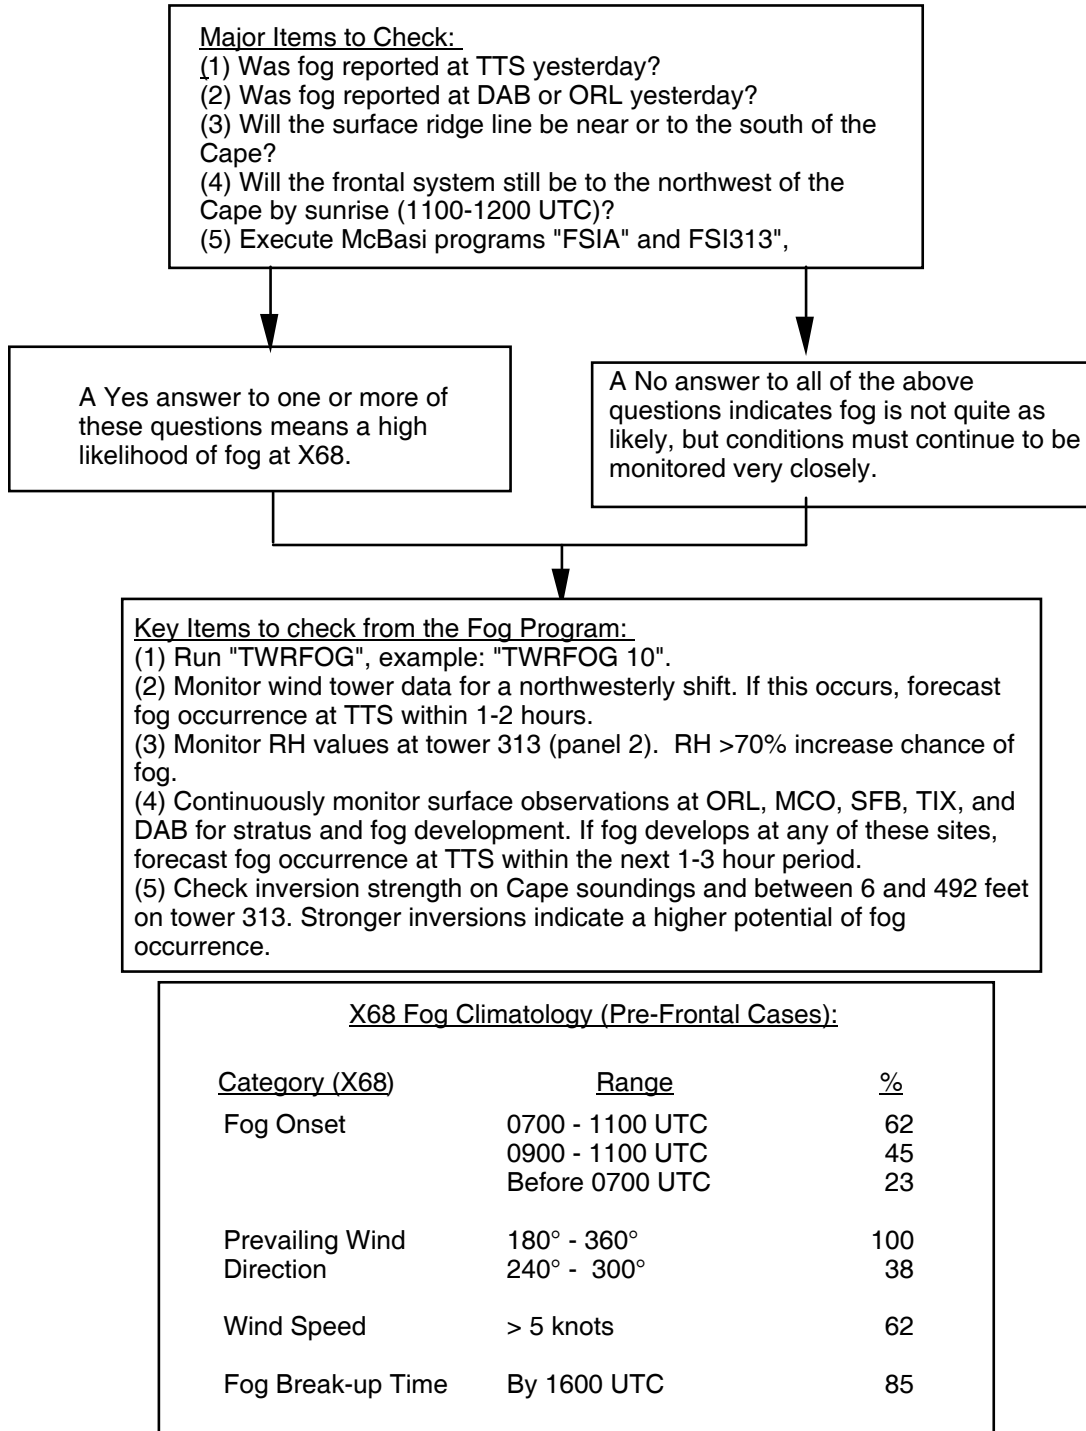 Major Items to Check:
(1) Was fog reported at TTS yesterday?
(2) Was fog reported at DAB or ORL yesterday?
(3) Will the surface ridge line be near or to the south of the
Cape?
(4) Will the frontal system still be to the northwest of the
Cape by sunrise (1100-1200 UTC)?
(5) Execute McBasi programs "FSIA" and FSI313",
A Yes answer to one or more of
these questions means a high
likelihood of fog at X68.
A No answer to all of the above
questions indicates fog is not quite as
likely, but conditions must continue to be
monitored very closely.
Key Items to check from the Fog Program:
(1) Run "TWRFOG", example: "TWRFOG 10".
(2) Monitor wind tower data for a northwesterly shift. If this occurs, forecast
fog occurrence at TTS within 1-2 hours.
(3) Monitor RH values at tower 313 (panel 2).  RH >70% increase chance of
fog.
(4) Continuously monitor surface observations at ORL, MCO, SFB, TIX, and
DAB for stratus and fog development. If fog develops at any of these sites,
forecast fog occurrence at TTS within the next 1-3 hour period.
(5) Check inversion strength on Cape soundings and between 6 and 492 feet
on tower 313. Stronger inversions indicate a higher potential of fog
occurrence.
X68 Fog Climatology (Pre-Frontal Cases):
Category (X68) Range %
Fog Onset 0700 - 1100 UTC 62
0900 - 1100 UTC 45
Before 0700 UTC 23
Prevailing Wind 180° - 360° 100
Direction 240° -  300° 38
Wind Speed > 5 knots 62
Fog Break-up Time By 1600 UTC 85